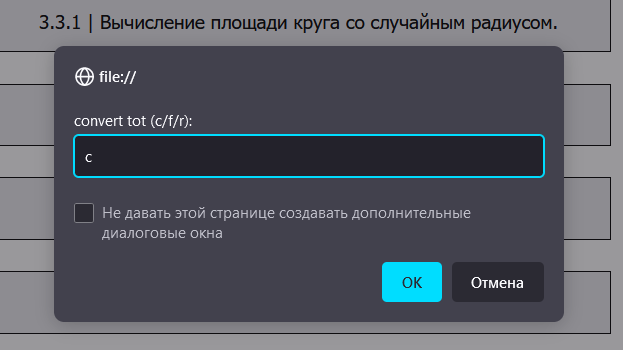 3.3.1 | Вычисление площади круга со случайным радиусом.
file://
convert tot (c/f/r):
c
Не давать этой странице создавать дополнительные
диалоговые окна
OK Отмена